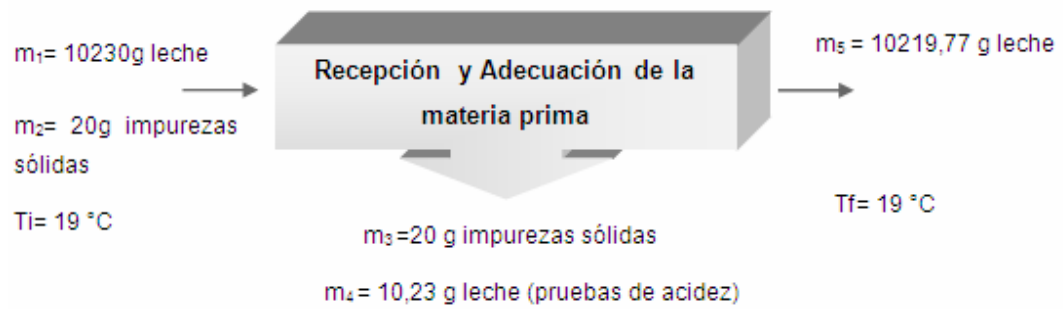 m₁= 10230g leche
m₂= 20g impurezas
sólidas
Ti= 19 °C
Recepción y Adecuación de la
materia prima
m₃ =20 g impurezas sólidas
m₄ = 10,23 g leche (pruebas de acidez)
m₅ = 10219,77 g leche
Tf= 19 °C